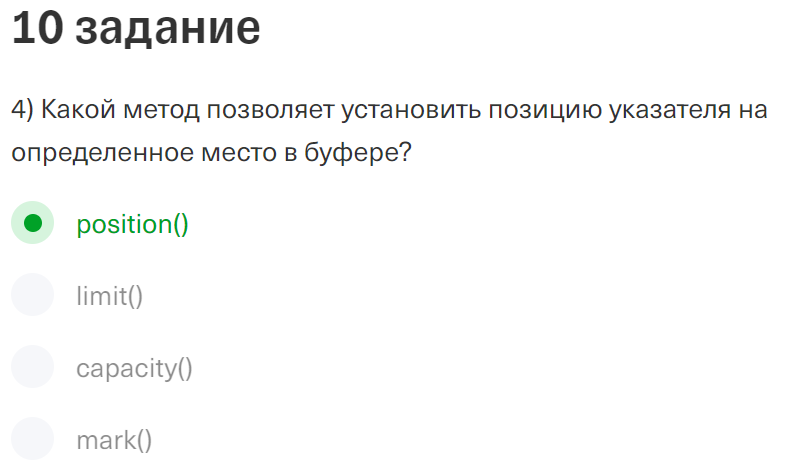 10 задание
4) Какой метод позволяет установить позицию указателя на
определенное место в буфере?
position()
limit()
capacity()
mark()